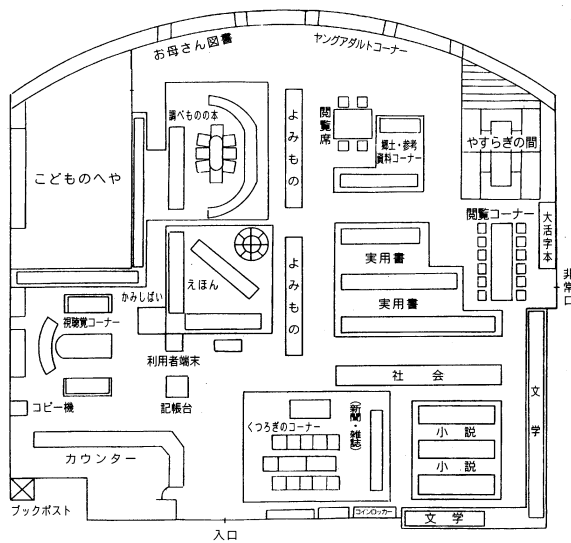 お母さん図書
ヤングアダルトコーナー
調べものの本
よみもの
閲覧席
郷土・参考
資料コーナー
やすらぎの間
こどものへや
閲覧コーナー
大活字本
非常口
えほん
よみもの
実用書
実用書
かみしばい
視聴覚コーナー
利用者端末
社会
コピー機
記帳台
くつろぎのコーナー
(新聞・雑誌)
文学
小説
小説
カウンター
ブックポスト
コインロッカー
文学
入口